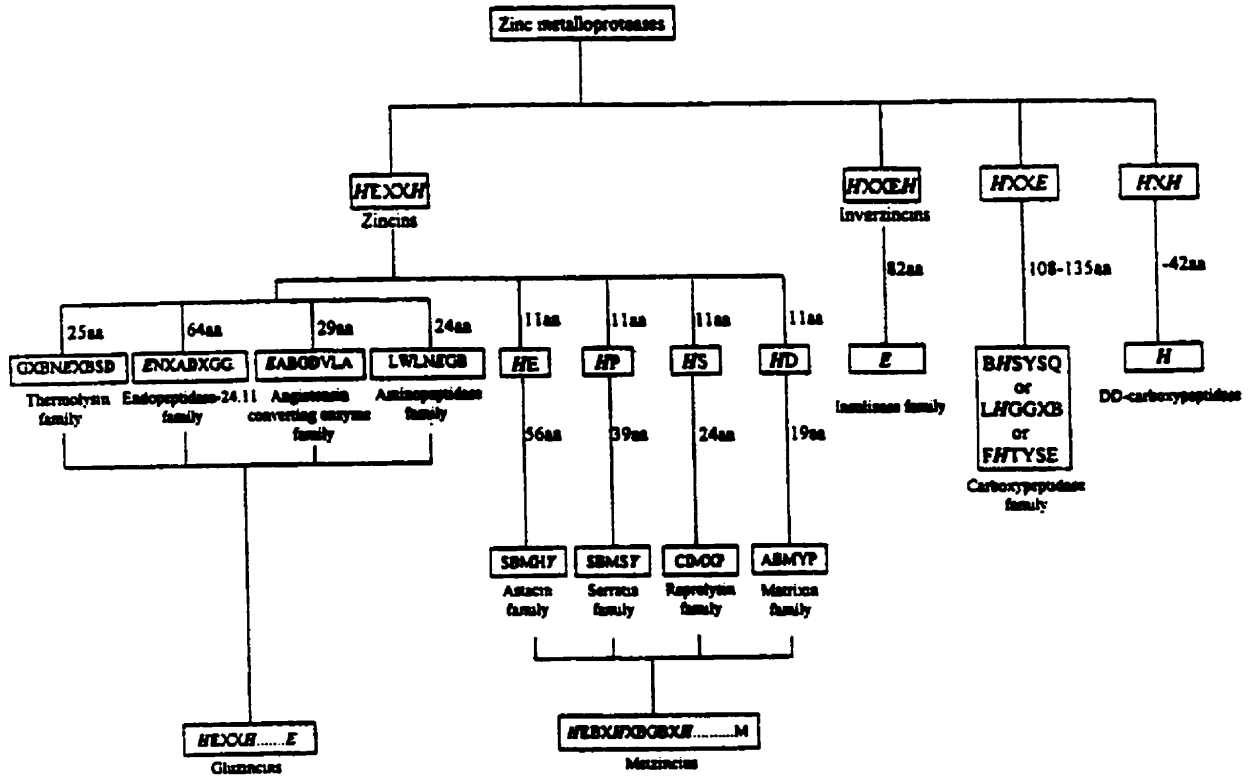 Zinc metalloproteases
HEXXH
Zincins
HXXEH
Inverzincins
HXXE
HXH
82aa
108-135aa
-42aa
25aa
64aa
29aa
24aa
11aa
11aa
11aa
11aa
GXBNEXBSD
ENXADXGG.
EABODVLA
LWLNEGB
HE
HP
HS
HD
E
BHSYSQ
or
LHGGXB
or
FHTYSE
H
Thermolysin
family
Endopeptidase-24.11
family
Angiotensin
converting enzyme
family
Aminopeptidase
family
Insulinase family
DD-carboxypeptidase
Carboxypeptidase
family
56aa
39aa
24aa
19aa
SBMHY
SBMSY
CIMXP
ABMYP
Astacin
family
Serratia
family
Reprolysin
family
Matrixin
family
HEXXH.......E
Gluzincins
HEBXHXBGBXH..........M
Metzincins